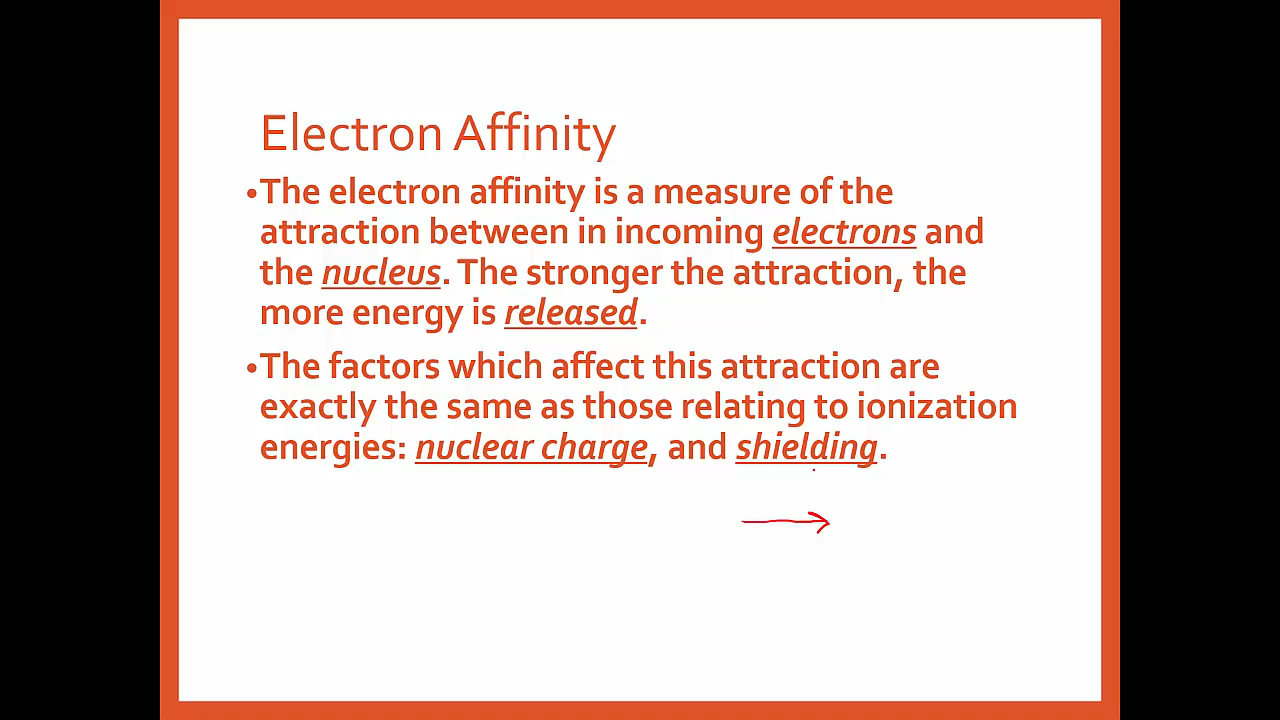 Electron Affinity
•The electron affinity is a measure of the
attraction between in incoming electrons and
the nucleus. The stronger the attraction, the
more energy is released.
•The factors which affect this attraction are
exactly the same as those relating to ionization
energies: nuclear charge, and shielding.